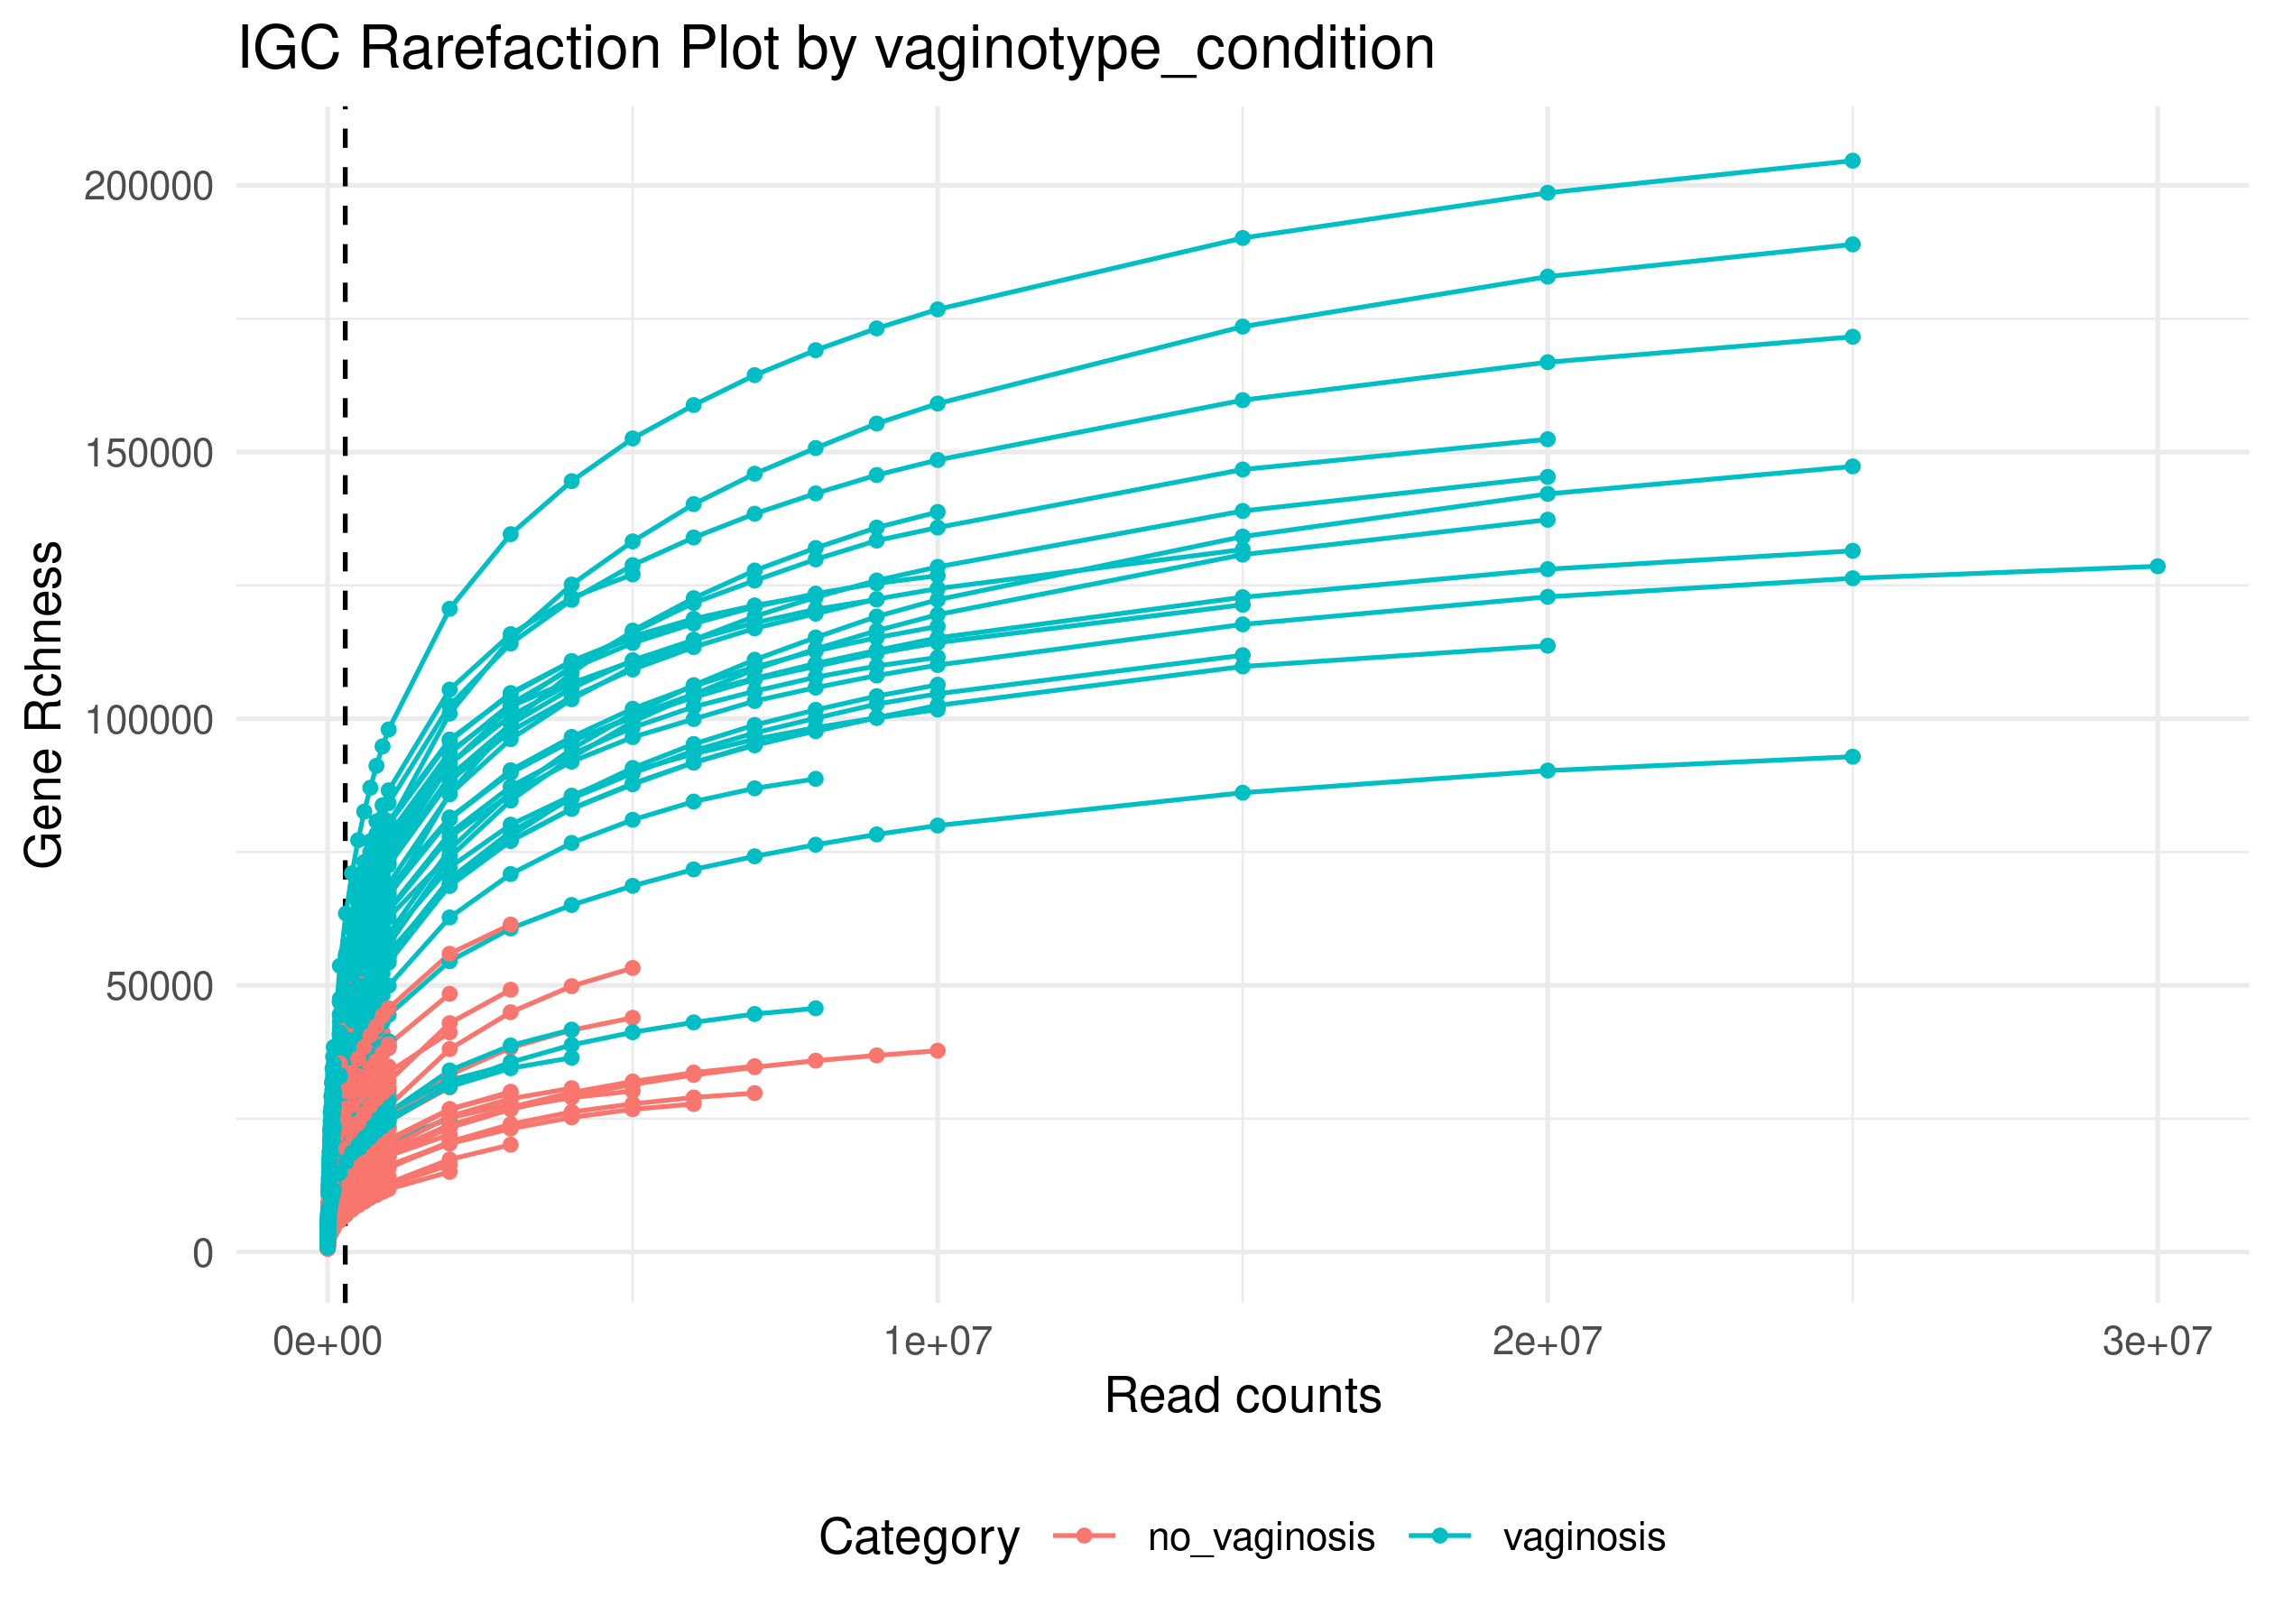 IGC Rarefaction Plot by vaginotype_condition
Gene Rchness
200000
150000
100000
50000
0
0e+00 1e+07 2e+07 3e+07
Read counts
Category no_vaginosis vaginosis